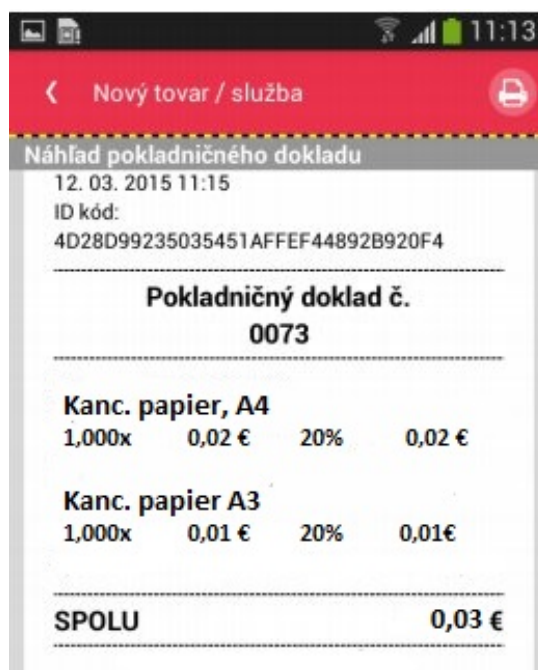 11:13
Nový tovar / služba
Náhľad pokladničného dokladu
12. 03. 2015 11:15
ID kód:
4D28D99235035451AFFEF44892B920F4
Pokladničný doklad č.
0073
Kanc. papier, A4
1,000x 0,02 € 20% 0,02 €
Kanc. papier A3
1,000x 0,01 € 20% 0,01€
SPOLU 0,03 €